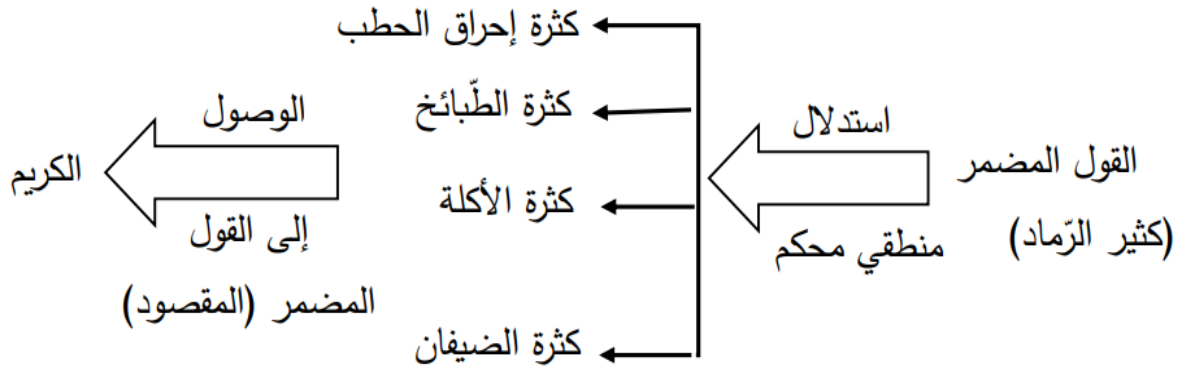 القول المضمر
(كثير الرّماد)
استدلال
منطقي محكم
كثرة إحراق الحطب
كثرة الطّبائخ
كثرة الأكلة
كثرة الضيفان
الوصول
إلى القول
المضمر (المقصود)
الكريم